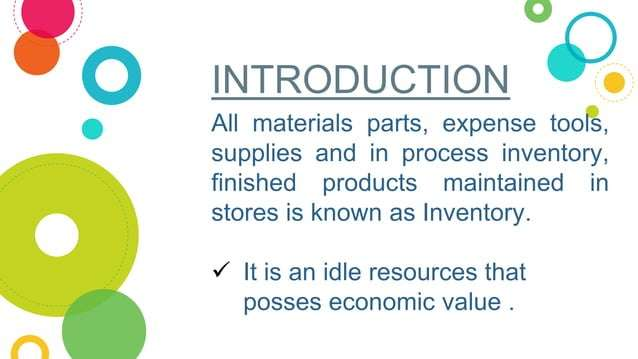 INTRODUCTION
All materials parts, expense tools,
supplies and in process inventory,
finished products maintained in
stores is known as Inventory.
✓ It is an idle resources that
posses economic value .